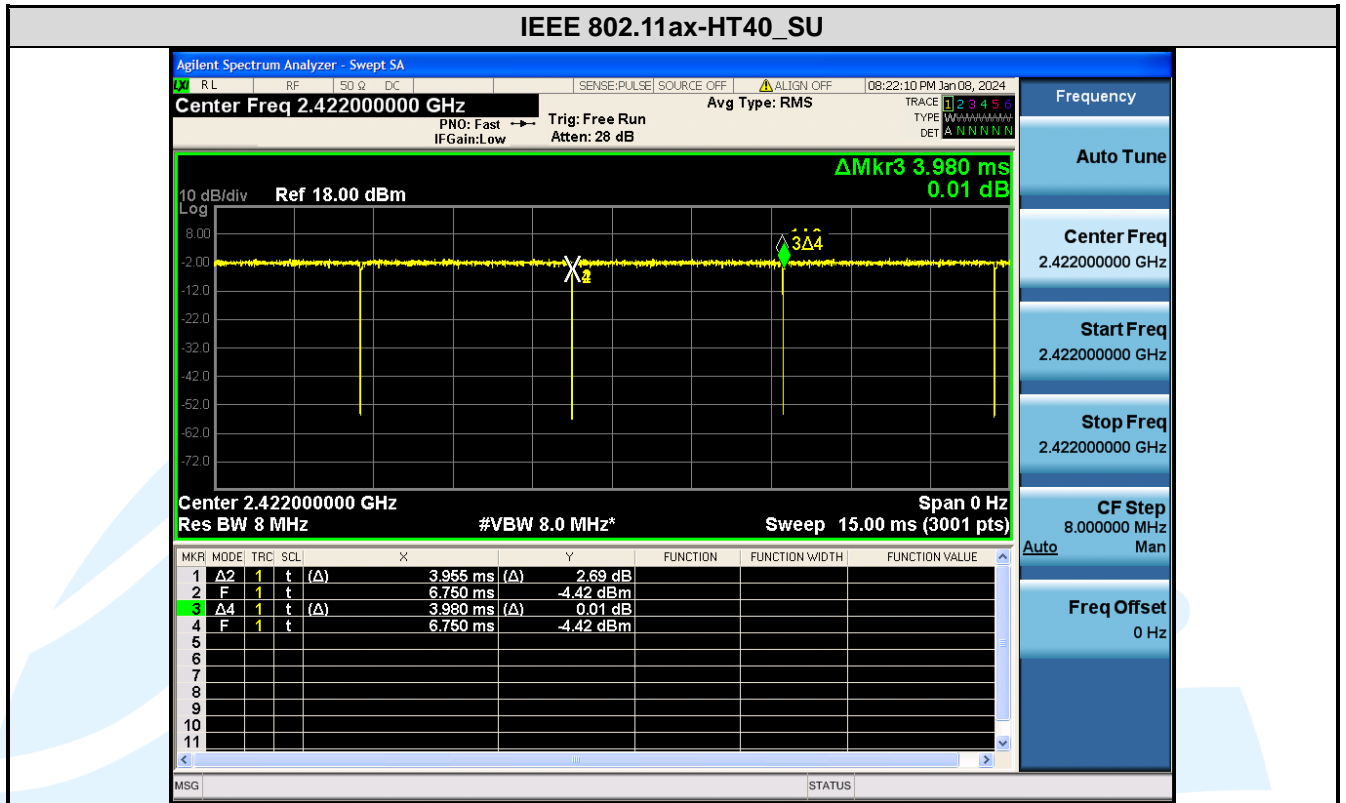 IEEE 802.11ax-HT40_SU
Agilent Spectrum Analyzer - Swept SA
LXI RL RF 50 Ω DC SENSE:PULSE SOURCE OFF ALIGN OFF 08:22:10 PM Jan 08, 2024
Center Freq 2.422000000 GHz Avg Type: RMS TRACE 1 2 3 4 5 6
PNO: Fast Trig: Free Run TYPE WWWWWW
IFGain:Low Atten: 28 dB DET A N N N N N
ΔMkr3 3.980 ms
0.01 dB
10 dB/div Ref 18.00 dBm
Log
8.00
3Δ4
-2.00
2
-12.0
-22.0
-32.0
-42.0
-52.0
-62.0
-72.0
Center 2.422000000 GHz Span 0 Hz
Res BW 8 MHz #VBW 8.0 MHz* Sweep 15.00 ms (3001 pts)
MKR MODE TRC SCL X Y FUNCTION FUNCTION WIDTH FUNCTION VALUE
1 Δ2 1 t (Δ) 3.955 ms (Δ) 2.69 dB
2 F 1 t 6.750 ms -4.42 dBm
3 Δ4 1 t (Δ) 3.980 ms (Δ) 0.01 dB
4 F 1 t 6.750 ms -4.42 dBm
5
6
7
8
9
10
11
MSG STATUS
Frequency
Auto Tune
Center Freq
2.422000000 GHz
Start Freq
2.422000000 GHz
Stop Freq
2.422000000 GHz
CF Step
8.000000 MHz
Auto Man
Freq Offset
0 Hz